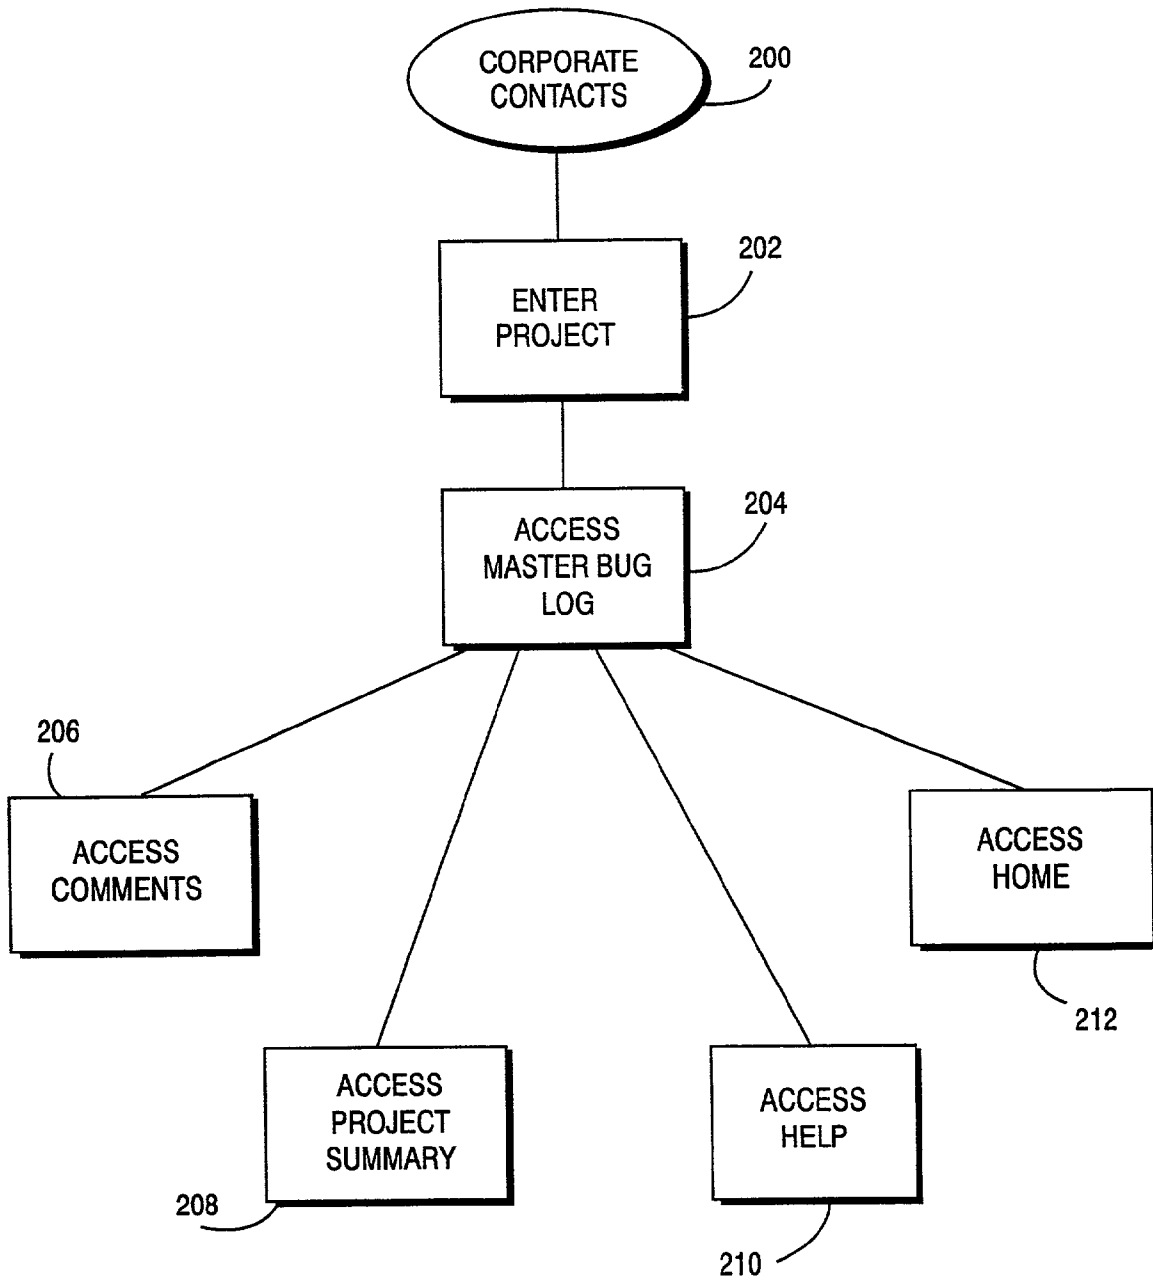 CORPORATE
CONTACTS
200
202
ENTER
PROJECT
204
ACCESS
MASTER BUG
LOG
206
ACCESS
COMMENTS
ACCESS
HOME
212
ACCESS
PROJECT
SUMMARY
208
ACCESS
HELP
210